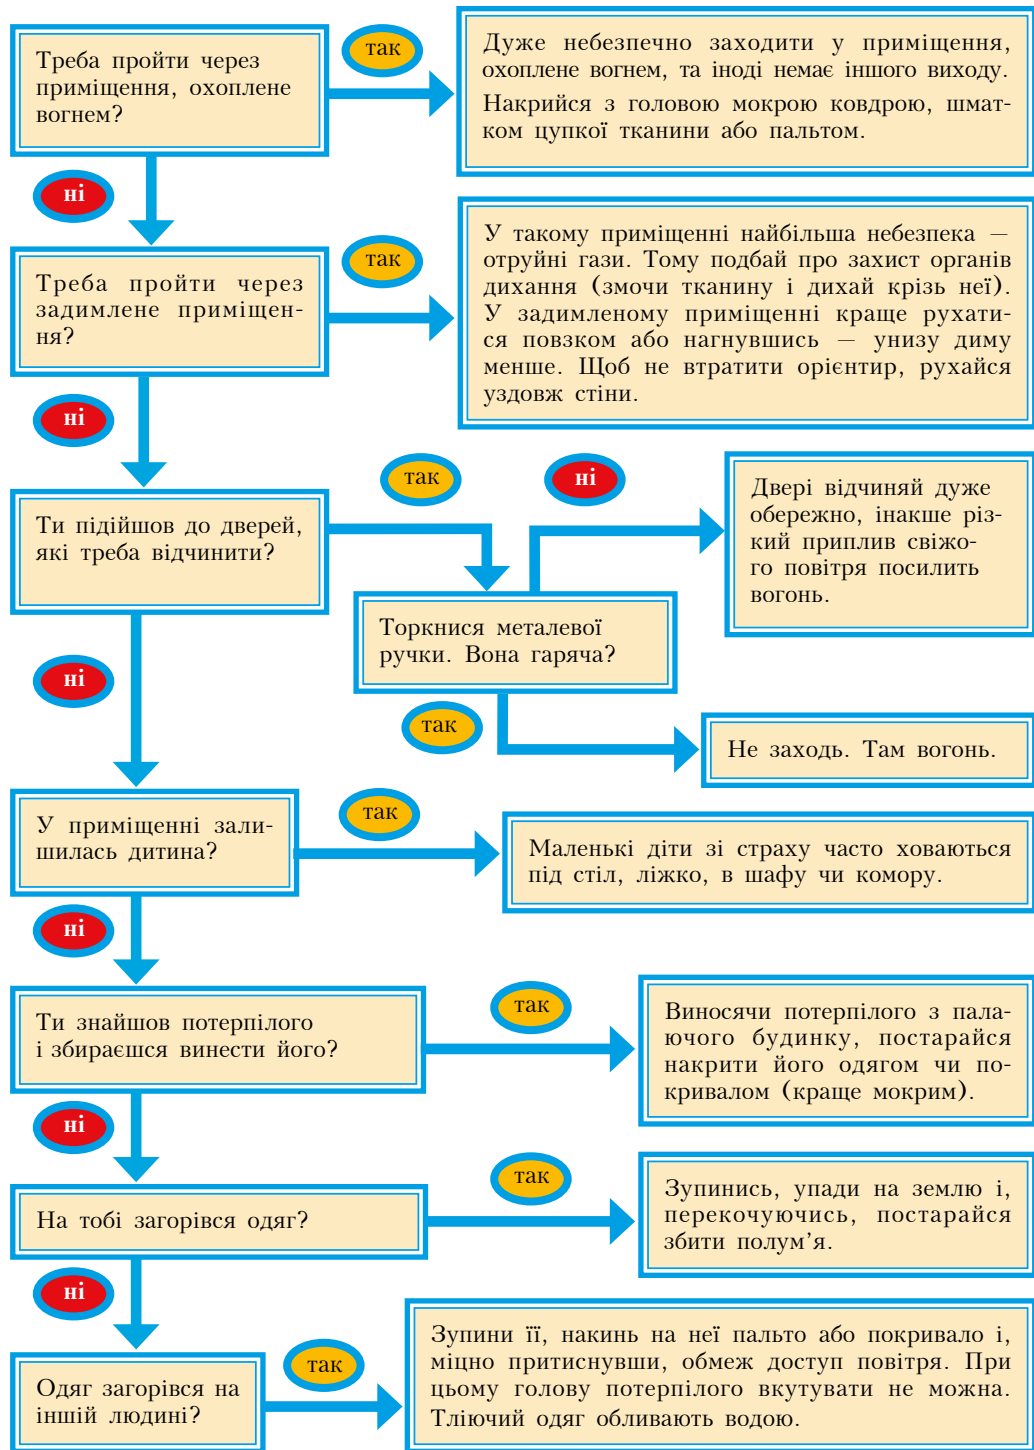 Треба пройти через
приміщення, охоплене
вогнем?
так
Дуже небезпечно заходити у приміщення,
охоплене вогнем, та іноді немає іншого виходу.
Накрийся з головою мокрою ковдрою, шмат-
ком цупкої тканини або пальтом.
ні
Треба пройти через
задимлене приміщен-
ня?
так
У такому приміщенні найбільша небезпека —
отруйні гази. Тому подбай про захист органів
дихання (змочи тканину і дихай крізь неї).
У задимленому приміщенні краще рухати-
ся повзком або нагнувшись — унизу диму
менше. Щоб не втратити орієнтир, рухайся
уздовж стіни.
ні
Ти підійшов до дверей,
які треба відчинити?
так
Торкнися металевої
ручки. Вона гаряча?
ні
Двері відчиняй дуже
обережно, інакше різ-
кий приплив свіжо-
го повітря посилить
вогонь.
так
Не заходь. Там вогонь.
ні
У приміщенні зали-
шилась дитина?
так
Маленькі діти зі страху часто ховаються
під стіл, ліжко, в шафу чи комору.
ні
Ти знайшов потерпілого
і збираєшся винести його?
так
Виносячи потерпілого з пала-
ючого будинку, постарайся
накрити його одягом чи по-
кривалом (краще мокрим).
ні
На тобі загорівся одяг?
так
Зупинись, упади на землю і,
перекочуючись, постарайся
збити полум’я.
ні
Одяг загорівся на
іншій людині?
так
Зупини її, накинь на неї пальто або покривало і,
міцно притиснувши, обмеж доступ повітря. При
цьому голову потерпілого вкутувати не можна.
Тліючий одяг обливають водою.